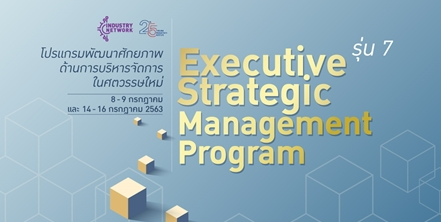 INDUSTRY
NETWORK
โปรแกรมพัฒนาศักยภาพ
ด้านการบริหารจัดการ
ในศตวรรษใหม่
8 - 9 กรกฎาคม
และ 14 - 16 กรกฎาคม 2563
Executive
Strategic
Management
Program
รุ่น 7